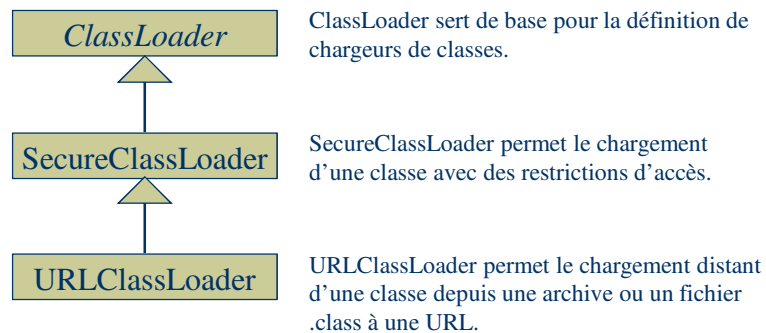 ClassLoader
ClassLoader sert de base pour la définition de
chargeurs de classes.
SecureClassLoader
SecureClassLoader permet le chargement
d’une classe avec des restrictions d’accès.
URLClassLoader
URLClassLoader permet le chargement distant
d’une classe depuis une archive ou un fichier
.class à une URL.